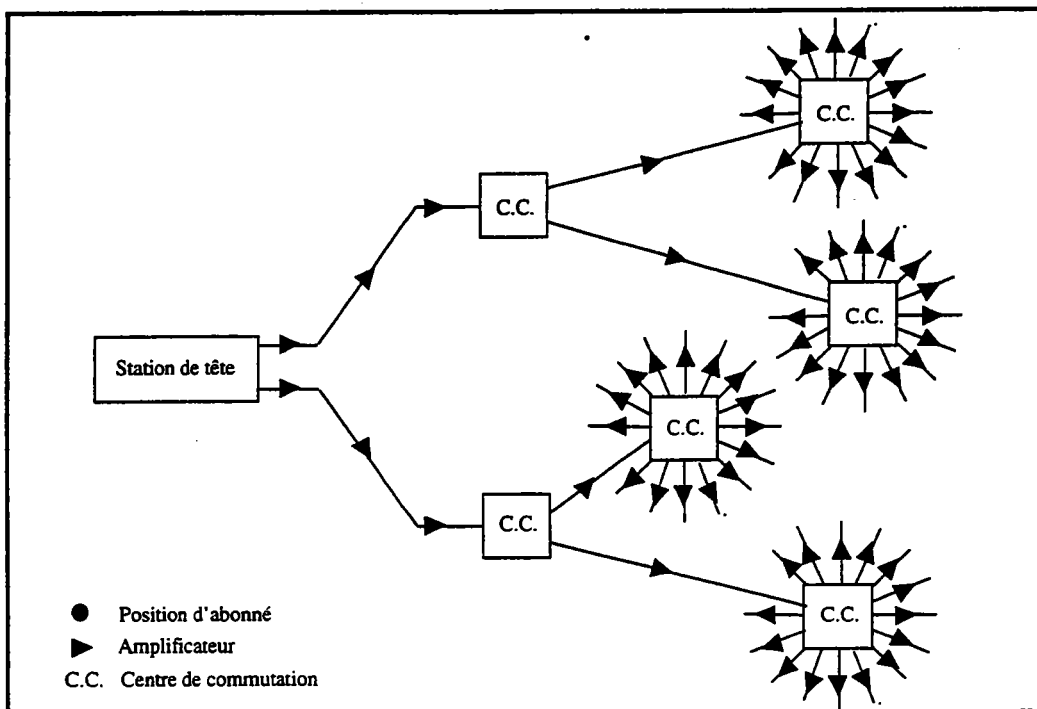 C.C.
C.C.
C.C.
Station de tête
C.C.
C.C.
C.C.
Position d'abonné
Amplificateur
C.C. Centre de commutation